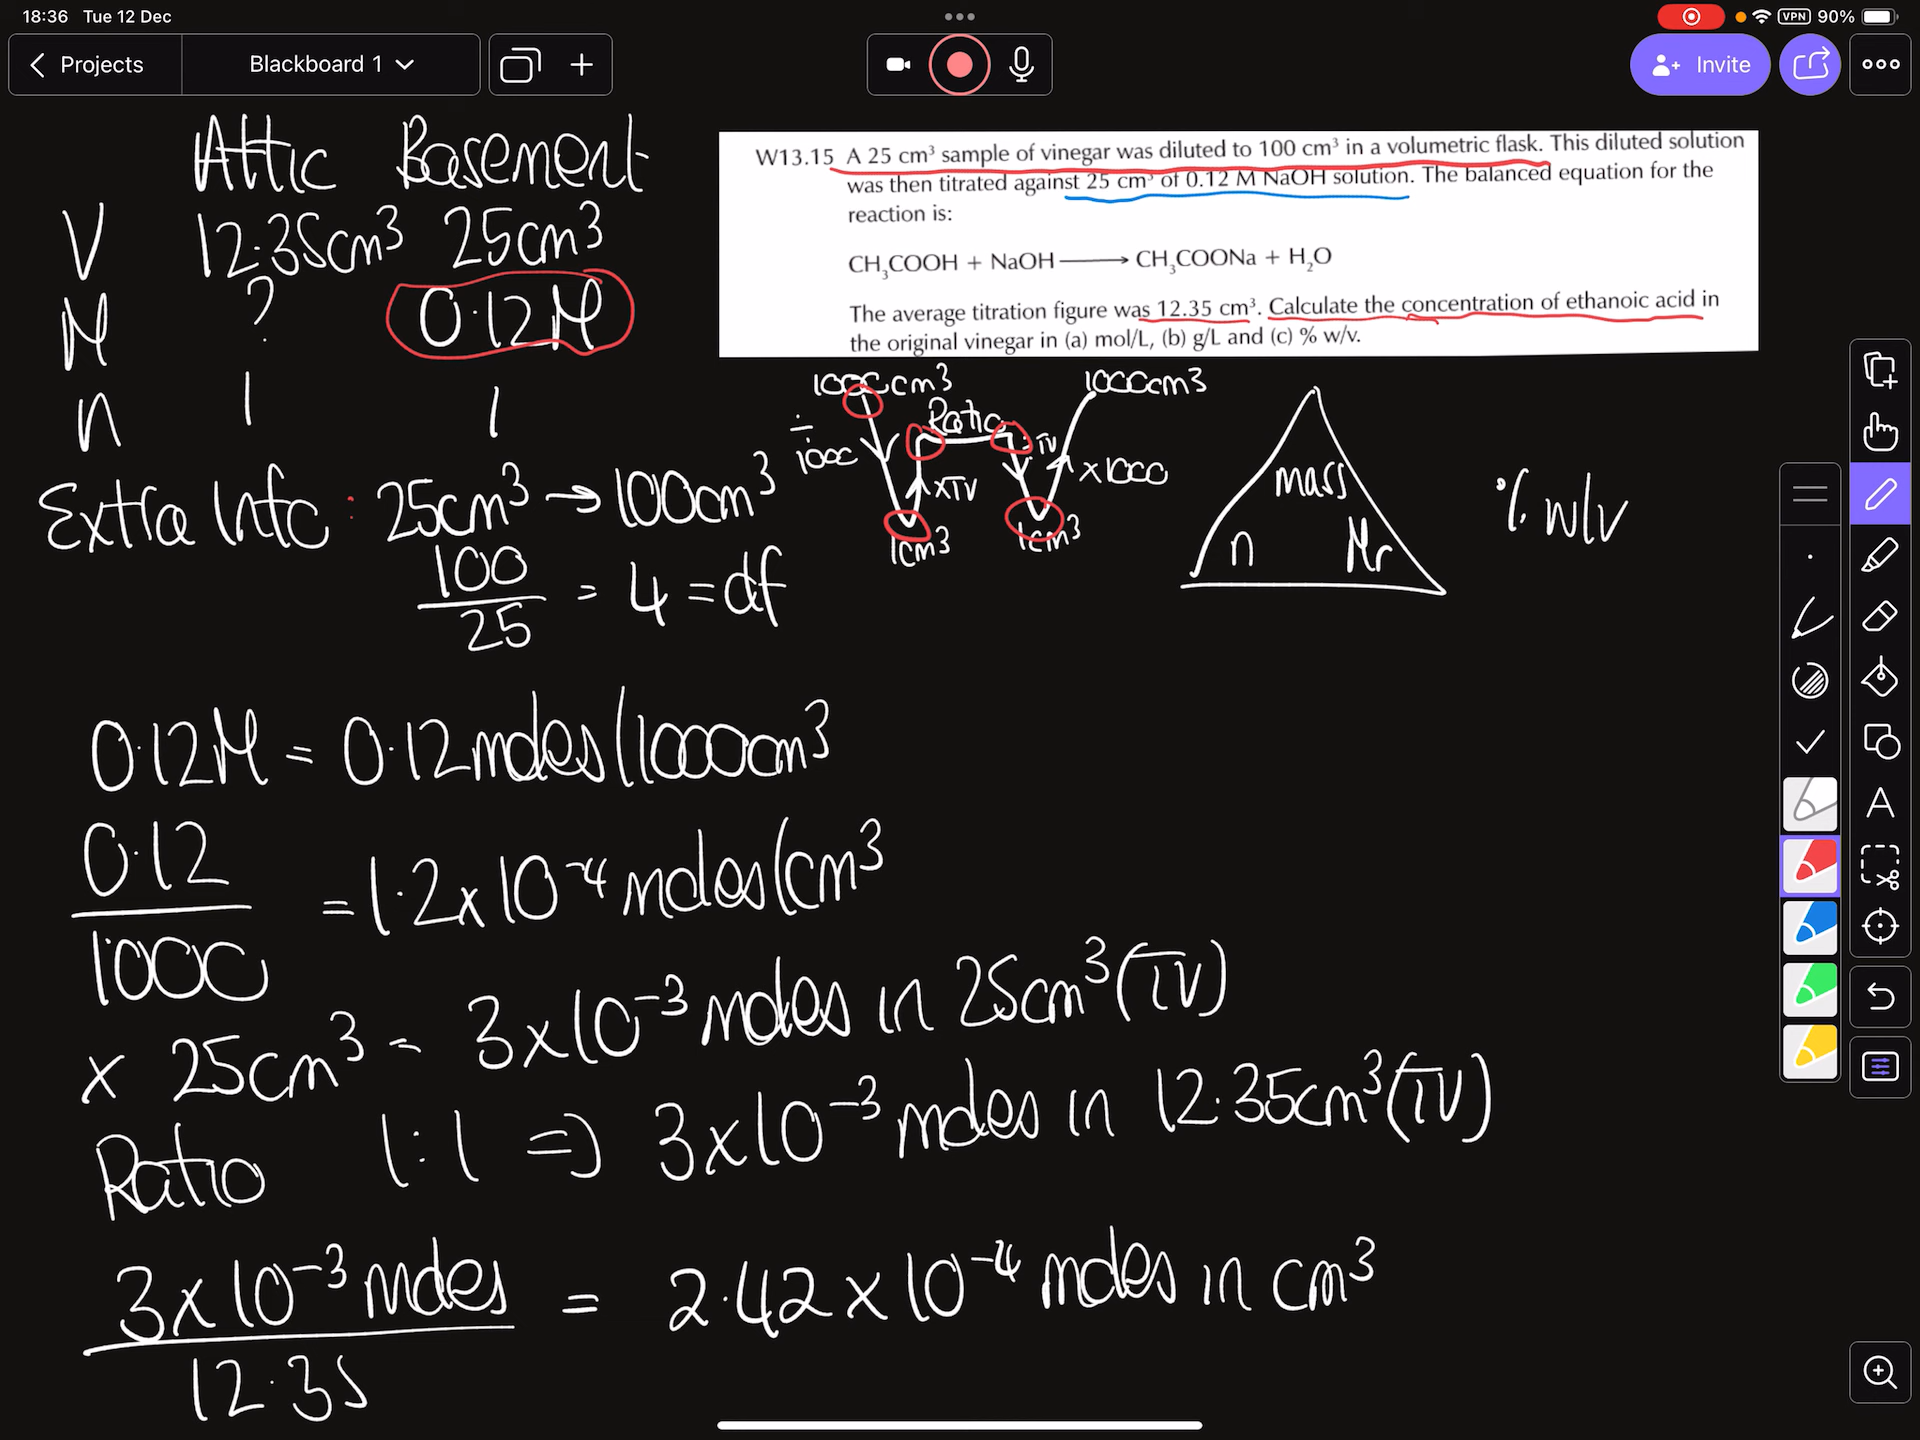 18:36 Tue 12 Dec
VPN 90%
Projects
Blackboard 1
Invite
Attic Basement
V 12.35cm³ 25cm³
M ? 0.12M
n 1 1
Extra Info : 25cm³ → 100cm³
100
25
= 4 = df
W13.15 A 25 cm³ sample of vinegar was diluted to 100 cm³ in a volumetric flask. This diluted solution
was then titrated against 25 cm³ of 0.12 M NaOH solution. The balanced equation for the
reaction is:
CH₃COOH + NaOH ⟶ CH₃COONa + H₂O
The average titration figure was 12.35 cm³. Calculate the concentration of ethanoic acid in
the original vinegar in (a) mol/L, (b) g/L and (c) % w/v.
1000cm³ 1000cm³
Ratio
÷ 1000 ÷TV
xTV x1000
1cm³ 1cm³
mass
n Mr
% w/v
A
0.12M = 0.12moles/1000cm³
0.12
1000
= 1.2x10⁻⁴ moles/cm³
x 25cm³ = 3x10⁻³ moles in 25cm³ (TV)
Ratio 1:1 => 3x10⁻³ moles in 12.35cm³ (TV)
3x10⁻³ moles
12.35
= 2.42 x 10⁻⁴ moles in cm³